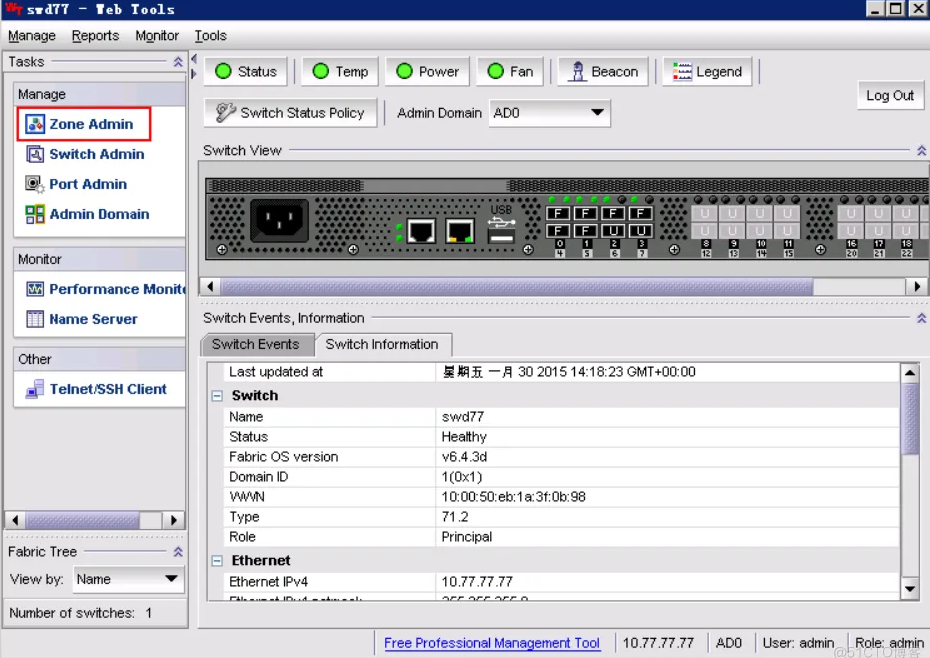 swd77 - Web Tools
Manage Reports Monitor Tools
Tasks
Manage
Zone Admin
Switch Admin
Port Admin
Admin Domain
Monitor
Performance Monit
Name Server
Other
Telnet/SSH Client
Fabric Tree
View by: Name
Number of switches: 1
Status Temp Power Fan Beacon Legend
Switch Status Policy Admin Domain AD0
Log Out
Switch View
USB
F F F F U U U U U U U
F F U U U U U U U U U
0 1 2 3 8 9 10 11 16 17 18
4 5 6 7 12 13 14 15 20 21 22
Switch Events, Information
Switch Events Switch Information
Last updated at 星期五 一月 30 2015 14:18:23 GMT+00:00
Switch
Name swd77
Status Healthy
Fabric OS version v6.4.3d
Domain ID 1(0x1)
WWN 10:00:50:eb:1a:3f:0b:98
Type 71.2
Role Principal
Ethernet
Ethernet IPv4 10.77.77.77
Ethernet IPv4 netmask 255.255.255.0
Free Professional Management Tool 10.77.77.77 AD0 User: admin Role: admin
@51CTO博客